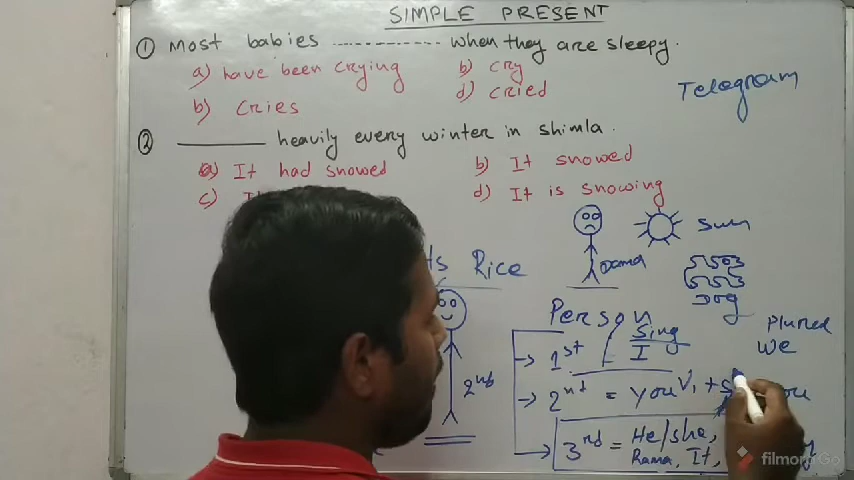 SIMPLE PRESENT
① Most babies ............... when they are sleepy.
a) have been crying
b) cry
b) cries
d) cried
Telegram
② ________ heavily every winter in shimla.
a) It had snowed
b) It snowed
c) It
d) It is snowing
sun
Rama
Dog
Rice
Person
Sing
Plural
1st
I
We
2nd
2nd = you V1 + s
3rd = He/she,
Rama, It,
filmoraGo